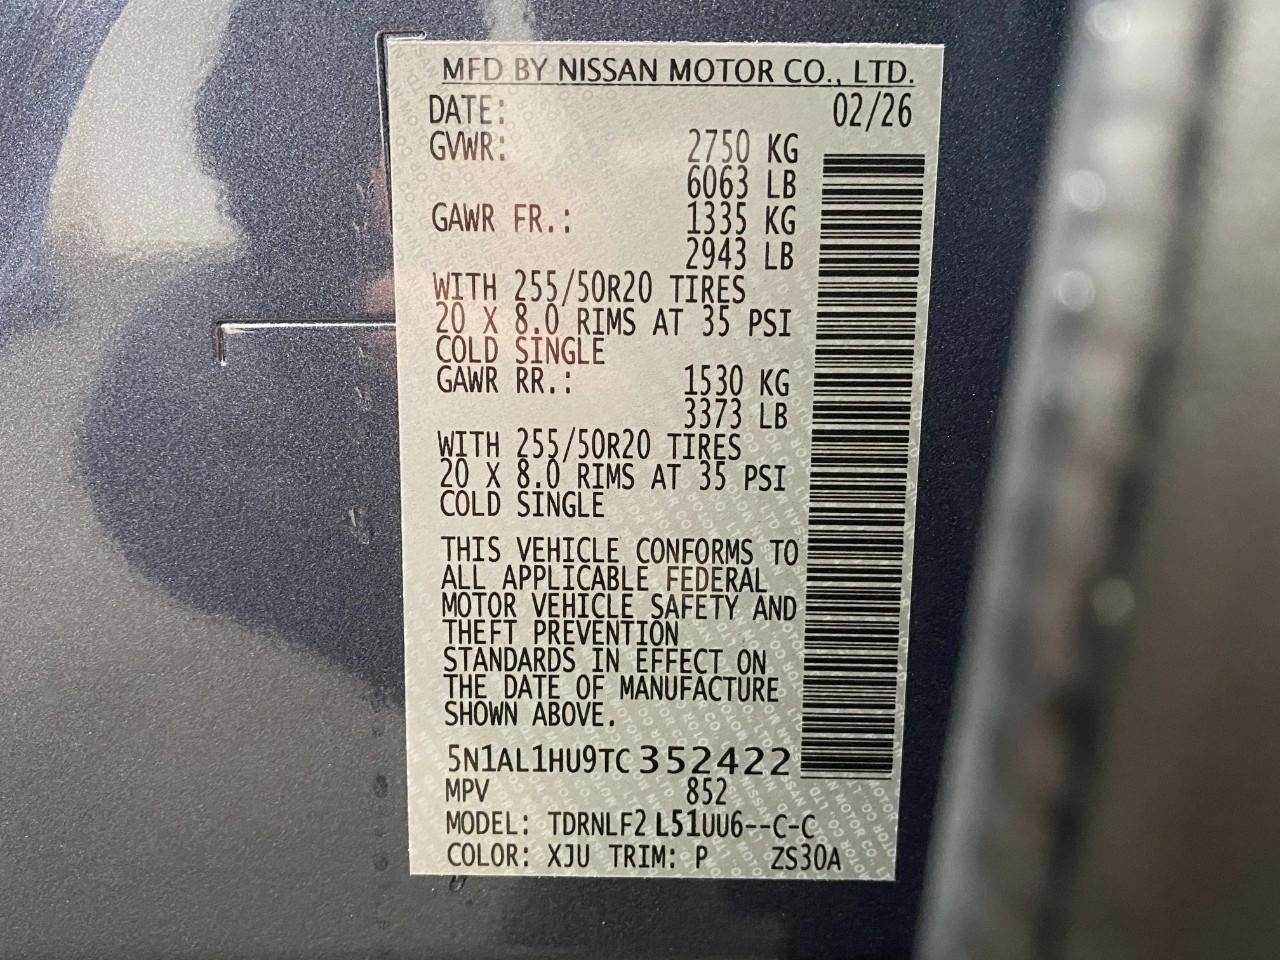 MFD BY NISSAN MOTOR CO., LTD.
DATE: 02/26
GVWR: 2750 KG
6063 LB
GAWR FR.: 1335 KG
2943 LB
WITH 255/50R20 TIRES
20 X 8.0 RIMS AT 35 PSI
COLD SINGLE
GAWR RR.: 1530 KG
3373 LB
WITH 255/50R20 TIRES
20 X 8.0 RIMS AT 35 PSI
COLD SINGLE
THIS VEHICLE CONFORMS TO
ALL APPLICABLE FEDERAL
MOTOR VEHICLE SAFETY AND
THEFT PREVENTION
STANDARDS IN EFFECT ON
THE DATE OF MANUFACTURE
SHOWN ABOVE.
5N1AL1HU9TC352422
MPV 852
MODEL: TDRNLF2 L51UU6--C-C
COLOR: XJU TRIM: P ZS30A